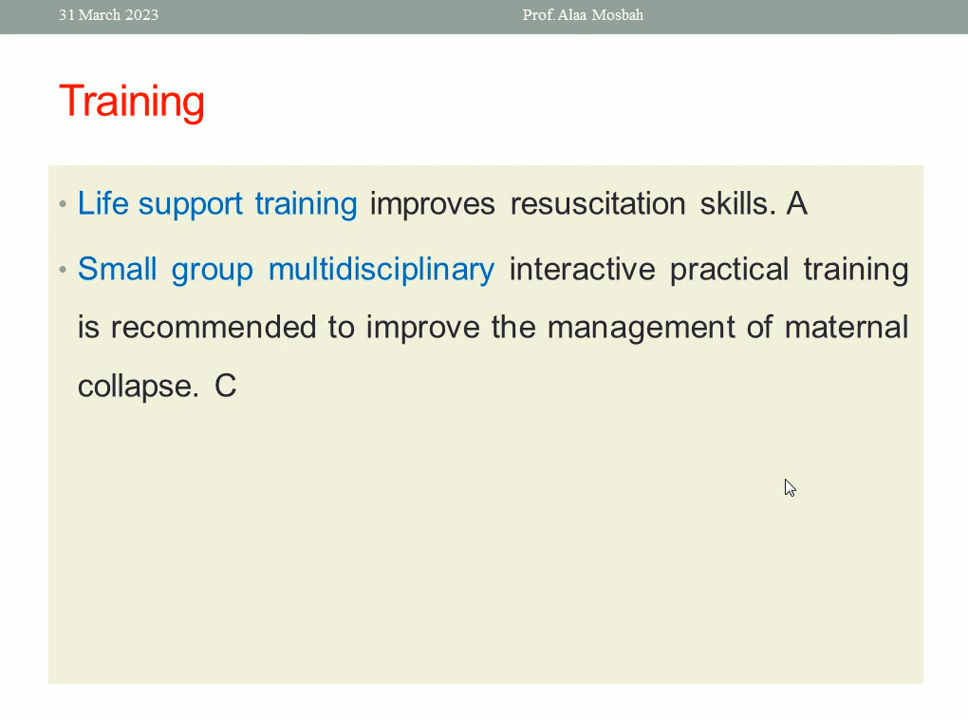 31 March 2023 Prof. Alaa Mosbah
Training
• Life support training improves resuscitation skills. A
• Small group multidisciplinary interactive practical training
is recommended to improve the management of maternal
collapse. C